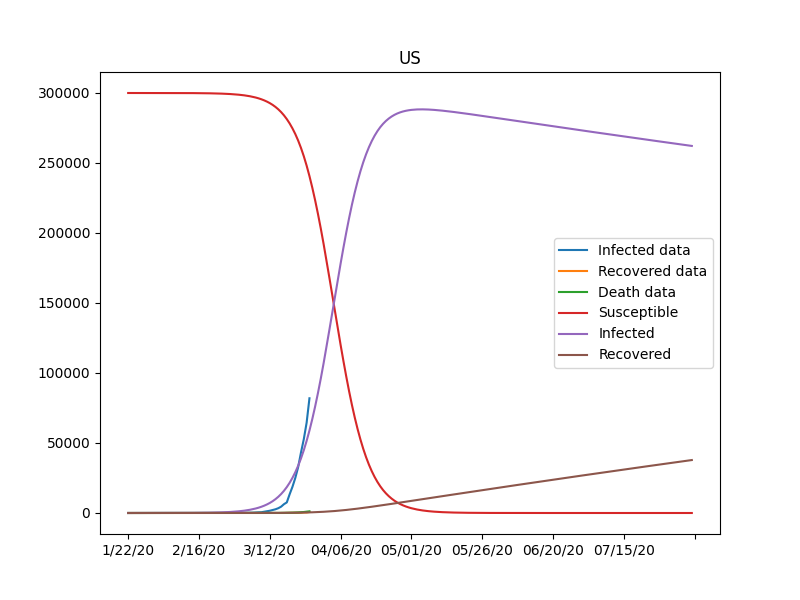 US
300000
250000
200000
150000
100000
50000
0
1/22/20 2/16/20 3/12/20 04/06/20 05/01/20 05/26/20 06/20/20 07/15/20
Infected data
Recovered data
Death data
Susceptible
Infected
Recovered